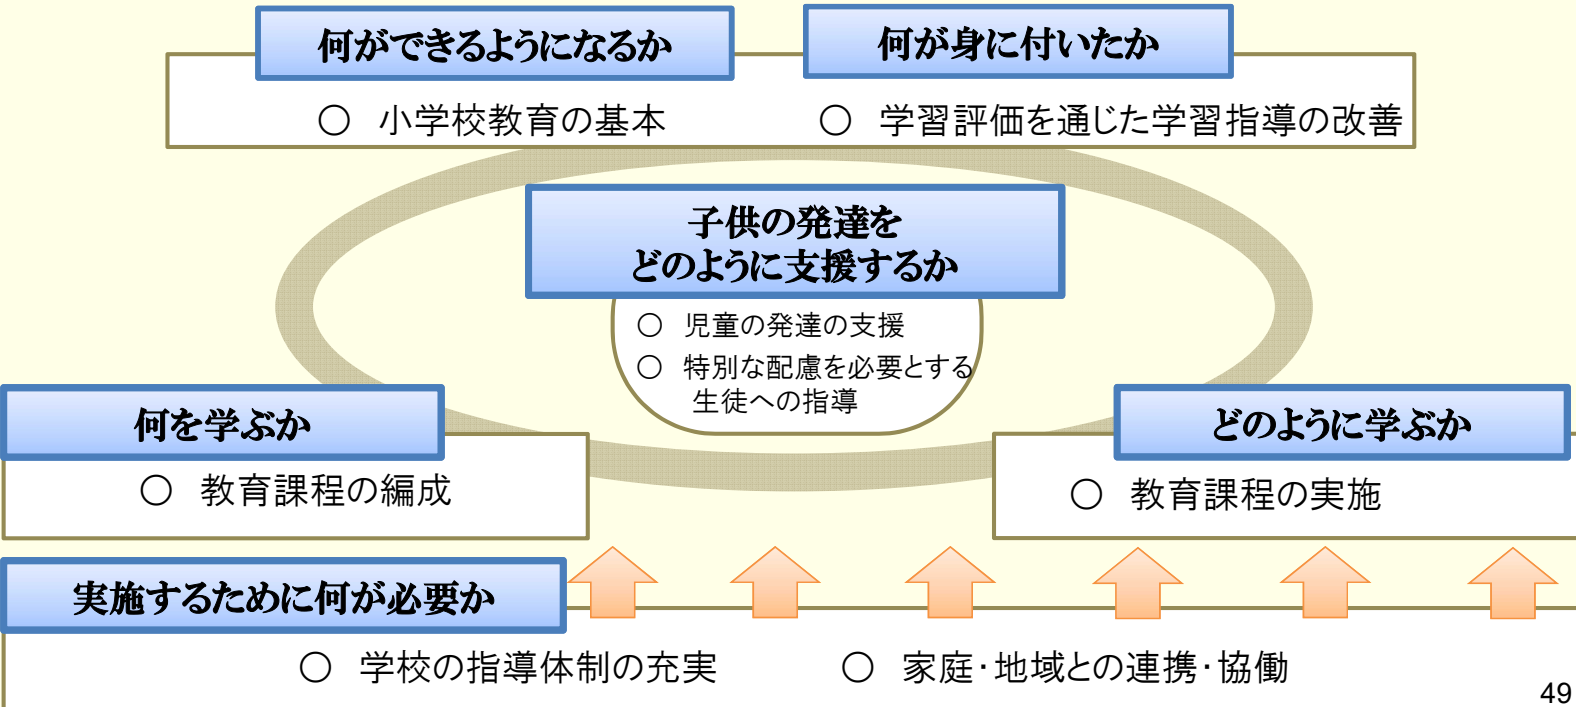 何ができるようになるか
何が身に付いたか
○ 小学校教育の基本
○ 学習評価を通じた学習指導の改善
子供の発達を
どのように支援するか
○ 児童の発達の支援
○ 特別な配慮を必要とする
生徒への指導
何を学ぶか
○ 教育課程の編成
どのように学ぶか
○ 教育課程の実施
実施するために何が必要か
○ 学校の指導体制の充実
○ 家庭・地域との連携・協働
49